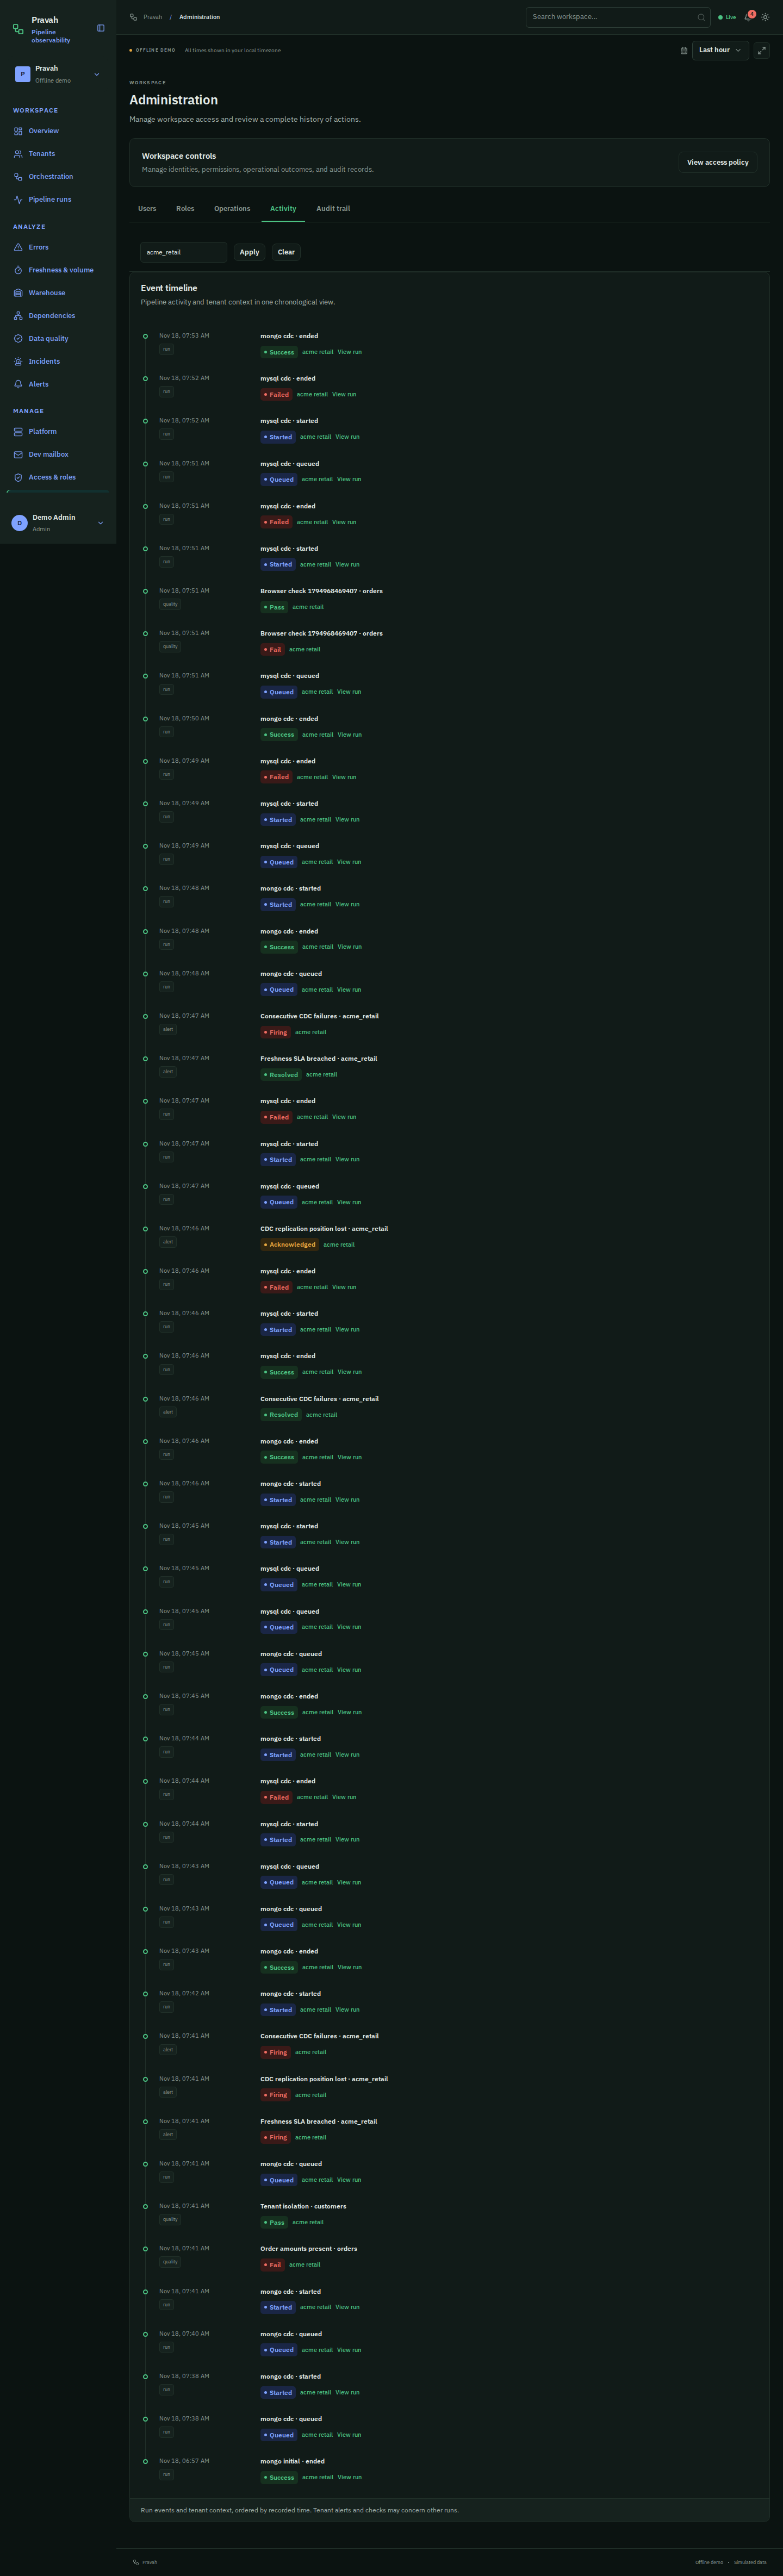 Pravah
Pipeline
observability
P
Pravah
Offline demo
WORKSPACE
Overview
Tenants
Orchestration
Pipeline runs
ANALYZE
Errors
Freshness & volume
Warehouse
Dependencies
Data quality
Incidents
Alerts
MANAGE
Platform
Dev mailbox
Access & roles
D
Demo Admin
Admin
Pravah / Administration
Search workspace...
Live
4
OFFLINE DEMO All times shown in your local timezone
Last hour
WORKSPACE
Administration
Manage workspace access and review a complete history of actions.
Workspace controls
Manage identities, permissions, operational outcomes, and audit records.
View access policy
Users Roles Operations Activity Audit trail
acme_retail Apply Clear
Event timeline
Pipeline activity and tenant context in one chronological view.
Nov 18, 07:53 AM mongo cdc · ended
run Success acme retail View run
Nov 18, 07:52 AM mysql cdc · ended
run Failed acme retail View run
Nov 18, 07:52 AM mysql cdc · started
run Started acme retail View run
Nov 18, 07:51 AM mysql cdc · queued
run Queued acme retail View run
Nov 18, 07:51 AM mysql cdc · ended
run Failed acme retail View run
Nov 18, 07:51 AM mysql cdc · started
run Started acme retail View run
Nov 18, 07:51 AM Browser check 1794968469407 · orders
quality Pass acme retail
Nov 18, 07:51 AM Browser check 1794968469407 · orders
quality Fail acme retail
Nov 18, 07:51 AM mysql cdc · queued
run Queued acme retail View run
Nov 18, 07:50 AM mongo cdc · ended
run Success acme retail View run
Nov 18, 07:49 AM mysql cdc · ended
run Failed acme retail View run
Nov 18, 07:49 AM mysql cdc · started
run Started acme retail View run
Nov 18, 07:49 AM mysql cdc · queued
run Queued acme retail View run
Nov 18, 07:48 AM mongo cdc · started
run Started acme retail View run
Nov 18, 07:48 AM mongo cdc · ended
run Success acme retail View run
Nov 18, 07:48 AM mongo cdc · queued
run Queued acme retail View run
Nov 18, 07:47 AM Consecutive CDC failures · acme_retail
alert Firing acme retail
Nov 18, 07:47 AM Freshness SLA breached · acme_retail
alert Resolved acme retail
Nov 18, 07:47 AM mysql cdc · ended
run Failed acme retail View run
Nov 18, 07:47 AM mysql cdc · started
run Started acme retail View run
Nov 18, 07:47 AM mysql cdc · queued
run Queued acme retail View run
Nov 18, 07:46 AM CDC replication position lost · acme_retail
alert Acknowledged acme retail
Nov 18, 07:46 AM mysql cdc · ended
run Failed acme retail View run
Nov 18, 07:46 AM mysql cdc · started
run Started acme retail View run
Nov 18, 07:46 AM mysql cdc · ended
run Success acme retail View run
Nov 18, 07:46 AM Consecutive CDC failures · acme_retail
alert Resolved acme retail
Nov 18, 07:46 AM mongo cdc · ended
run Success acme retail View run
Nov 18, 07:46 AM mongo cdc · started
run Started acme retail View run
Nov 18, 07:45 AM mysql cdc · started
run Started acme retail View run
Nov 18, 07:45 AM mysql cdc · queued
run Queued acme retail View run
Nov 18, 07:45 AM mysql cdc · queued
run Queued acme retail View run
Nov 18, 07:45 AM mongo cdc · queued
run Queued acme retail View run
Nov 18, 07:45 AM mongo cdc · ended
run Success acme retail View run
Nov 18, 07:44 AM mongo cdc · started
run Started acme retail View run
Nov 18, 07:44 AM mysql cdc · ended
run Failed acme retail View run
Nov 18, 07:44 AM mysql cdc · started
run Started acme retail View run
Nov 18, 07:43 AM mysql cdc · queued
run Queued acme retail View run
Nov 18, 07:43 AM mongo cdc · queued
run Queued acme retail View run
Nov 18, 07:43 AM mongo cdc · ended
run Success acme retail View run
Nov 18, 07:42 AM mongo cdc · started
run Started acme retail View run
Nov 18, 07:41 AM Consecutive CDC failures · acme_retail
alert Firing acme retail
Nov 18, 07:41 AM CDC replication position lost · acme_retail
alert Firing acme retail
Nov 18, 07:41 AM Freshness SLA breached · acme_retail
alert Firing acme retail
Nov 18, 07:41 AM mongo cdc · queued
run Queued acme retail View run
Nov 18, 07:41 AM Tenant isolation · customers
quality Pass acme retail
Nov 18, 07:41 AM Order amounts present · orders
quality Fail acme retail
Nov 18, 07:41 AM mongo cdc · started
run Started acme retail View run
Nov 18, 07:40 AM mongo cdc · queued
run Queued acme retail View run
Nov 18, 07:38 AM mongo cdc · started
run Started acme retail View run
Nov 18, 07:38 AM mongo cdc · queued
run Queued acme retail View run
Nov 18, 06:57 AM mongo initial · ended
run Success acme retail View run
Run events and tenant context, ordered by recorded time. Tenant alerts and checks may concern other runs.
Pravah Offline demo · Simulated data